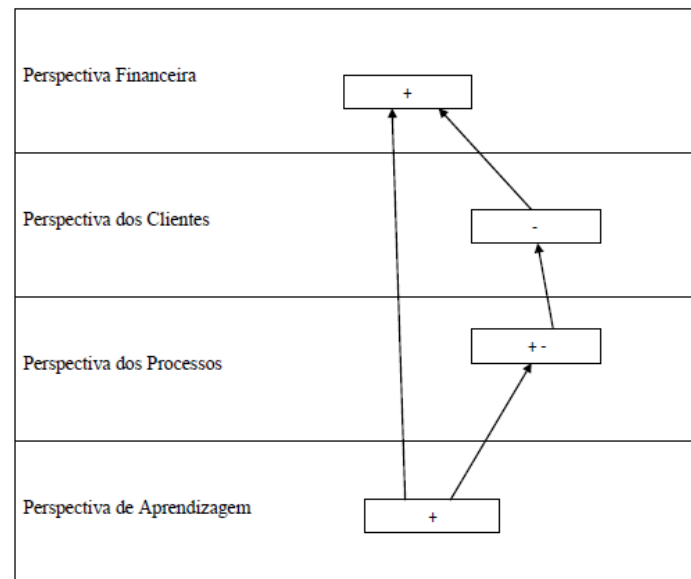 Perspectiva Financeira
+
Perspectiva dos Clientes
-
Perspectiva dos Processos
+ -
Perspectiva de Aprendizagem
+